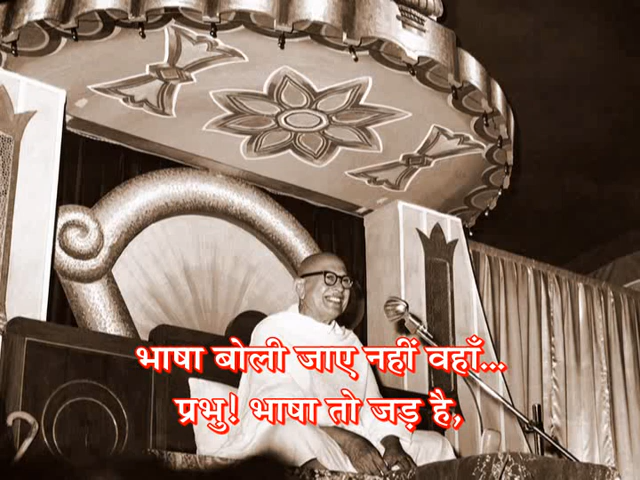 भाषा बोली जाए नहीं वहाँ...
प्रभु! भाषा तो जड़ है,